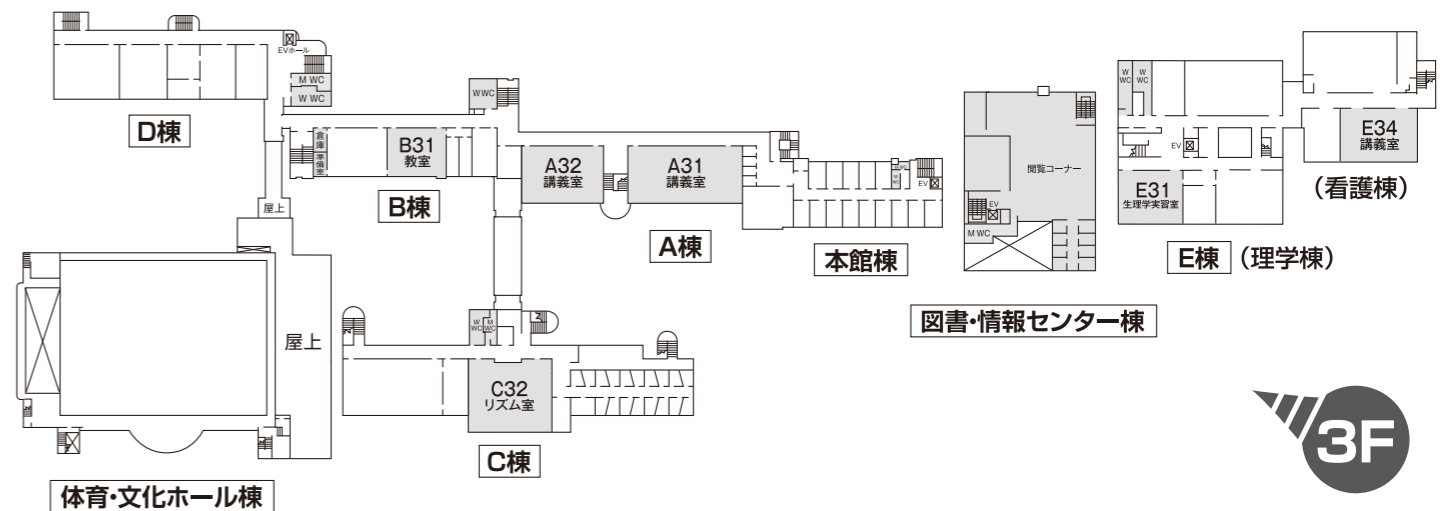 EVホール
M WC
W WC
D棟
W WC
倉庫
準備室
B31
教室
B棟
A32
講義室
A31
講義室
A棟
M WC
W WC
EV
本館棟
閲覧コーナー
EV
M WC
図書・情報センター棟
W WC
W WC
EV
E31
生理学実習室
E棟（理学棟）
E34
講義室
（看護棟）
屋上
屋上
体育・文化ホール棟
W WC
M WC
C32
リズム室
C棟
3F